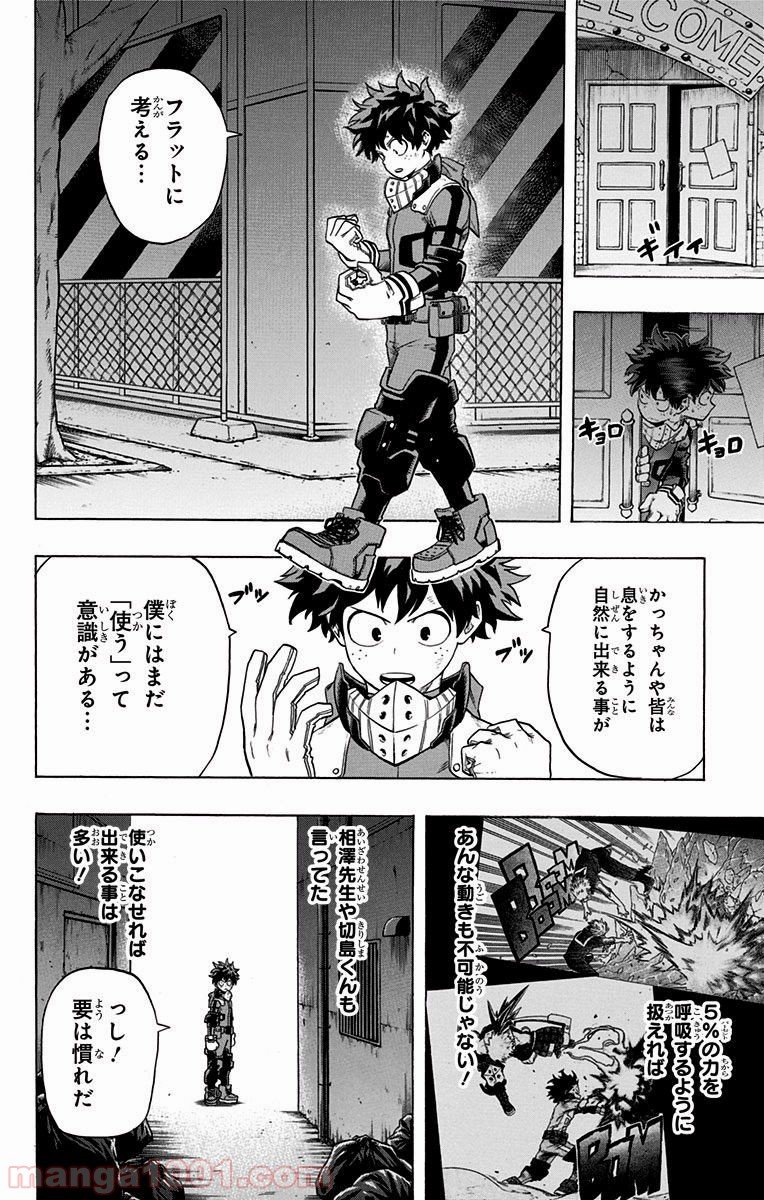 WELCOME
ギィィ
キョロ
キョロ
フラットに
考える…
かっちゃんや皆は
息をするように
自然に出来る事が
僕にはまだ
「使う」って
意識がある…
BOOM
BOM
5%の力を
呼吸するように
扱えれば
あんな動きも不可能じゃない!
相澤先生や切島くんも
言ってた
使いこなせれば
出来る事は
多い!
っし!
要は慣れだ
manga1001.com